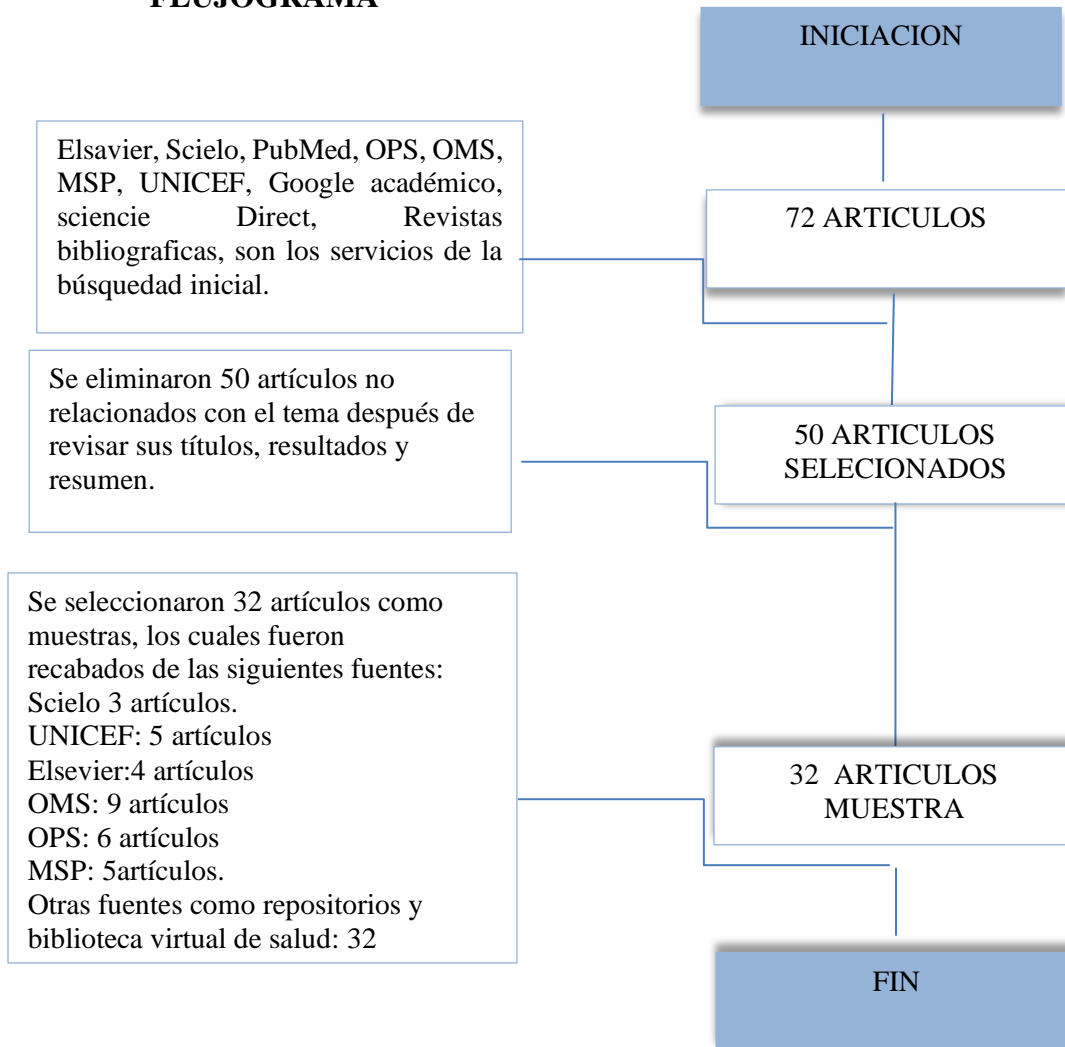 FLUJOGRAMA
INICIACION
Elsavier, Scielo, PubMed, OPS, OMS,
MSP, UNICEF, Google académico,
sciencie Direct, Revistas
bibliograficas, son los servicios de la
búsquedad inicial.
72 ARTICULOS
Se eliminaron 50 artículos no
relacionados con el tema después de
revisar sus títulos, resultados y
resumen.
50 ARTICULOS
SELECIONADOS
Se seleccionaron 32 artículos como
muestras, los cuales fueron
recabados de las siguientes fuentes:
Scielo 3 artículos.
UNICEF: 5 artículos
Elsevier:4 artículos
OMS: 9 artículos
OPS: 6 artículos
MSP: 5artículos.
Otras fuentes como repositorios y
biblioteca virtual de salud: 32
32 ARTICULOS
MUESTRA
FIN